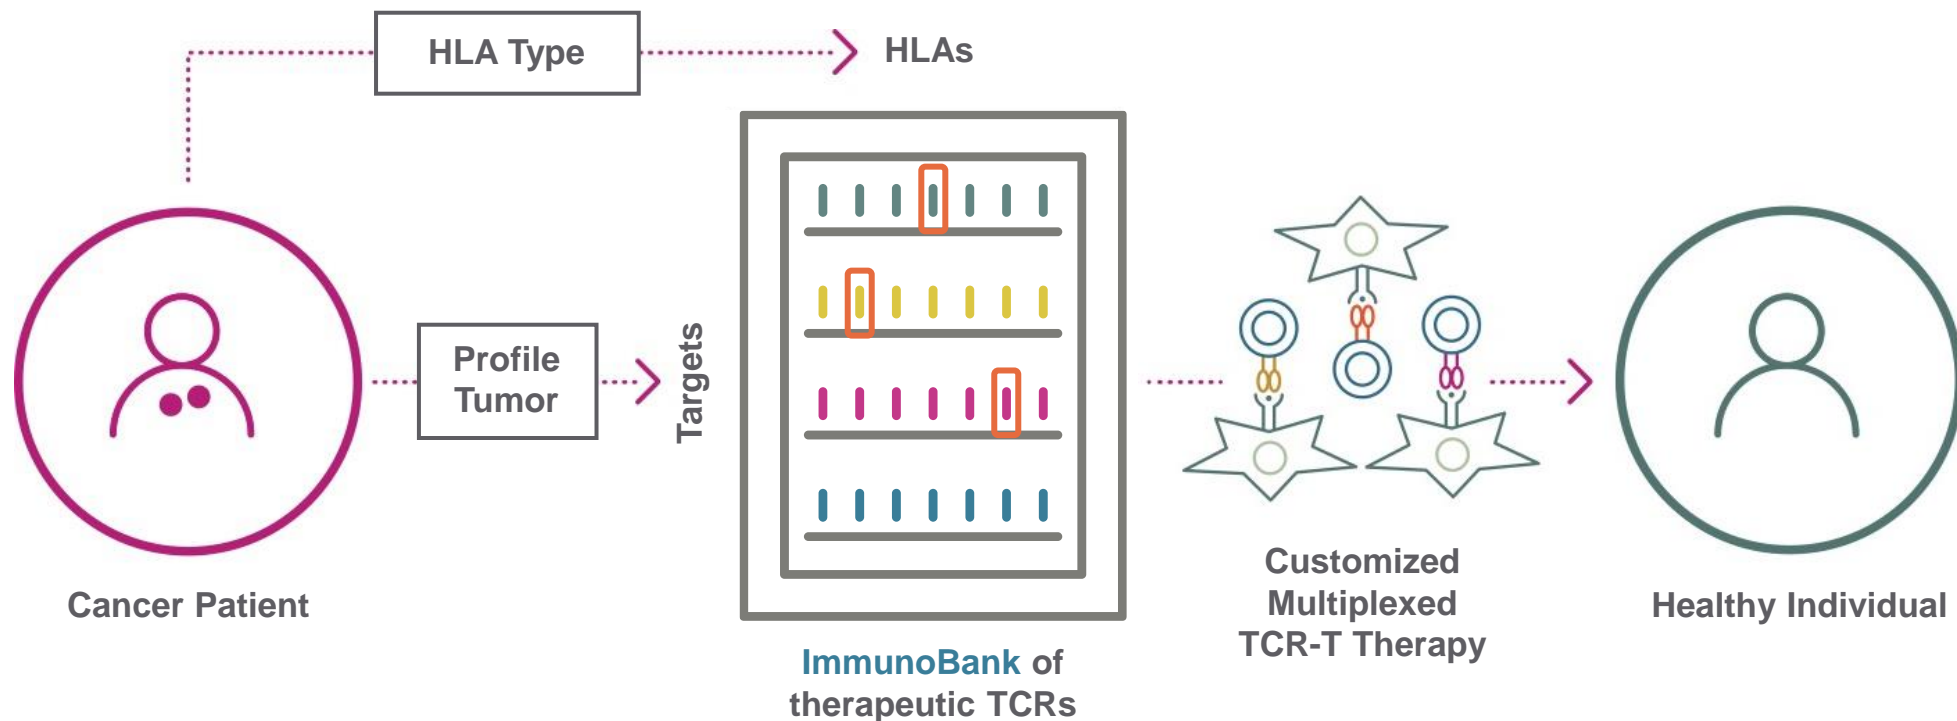 HLA Type
HLAs
Profile
Tumor
Targets
Cancer Patient
ImmunoBank of
therapeutic TCRs
Customized
Multiplexed
TCR-T Therapy
Healthy Individual